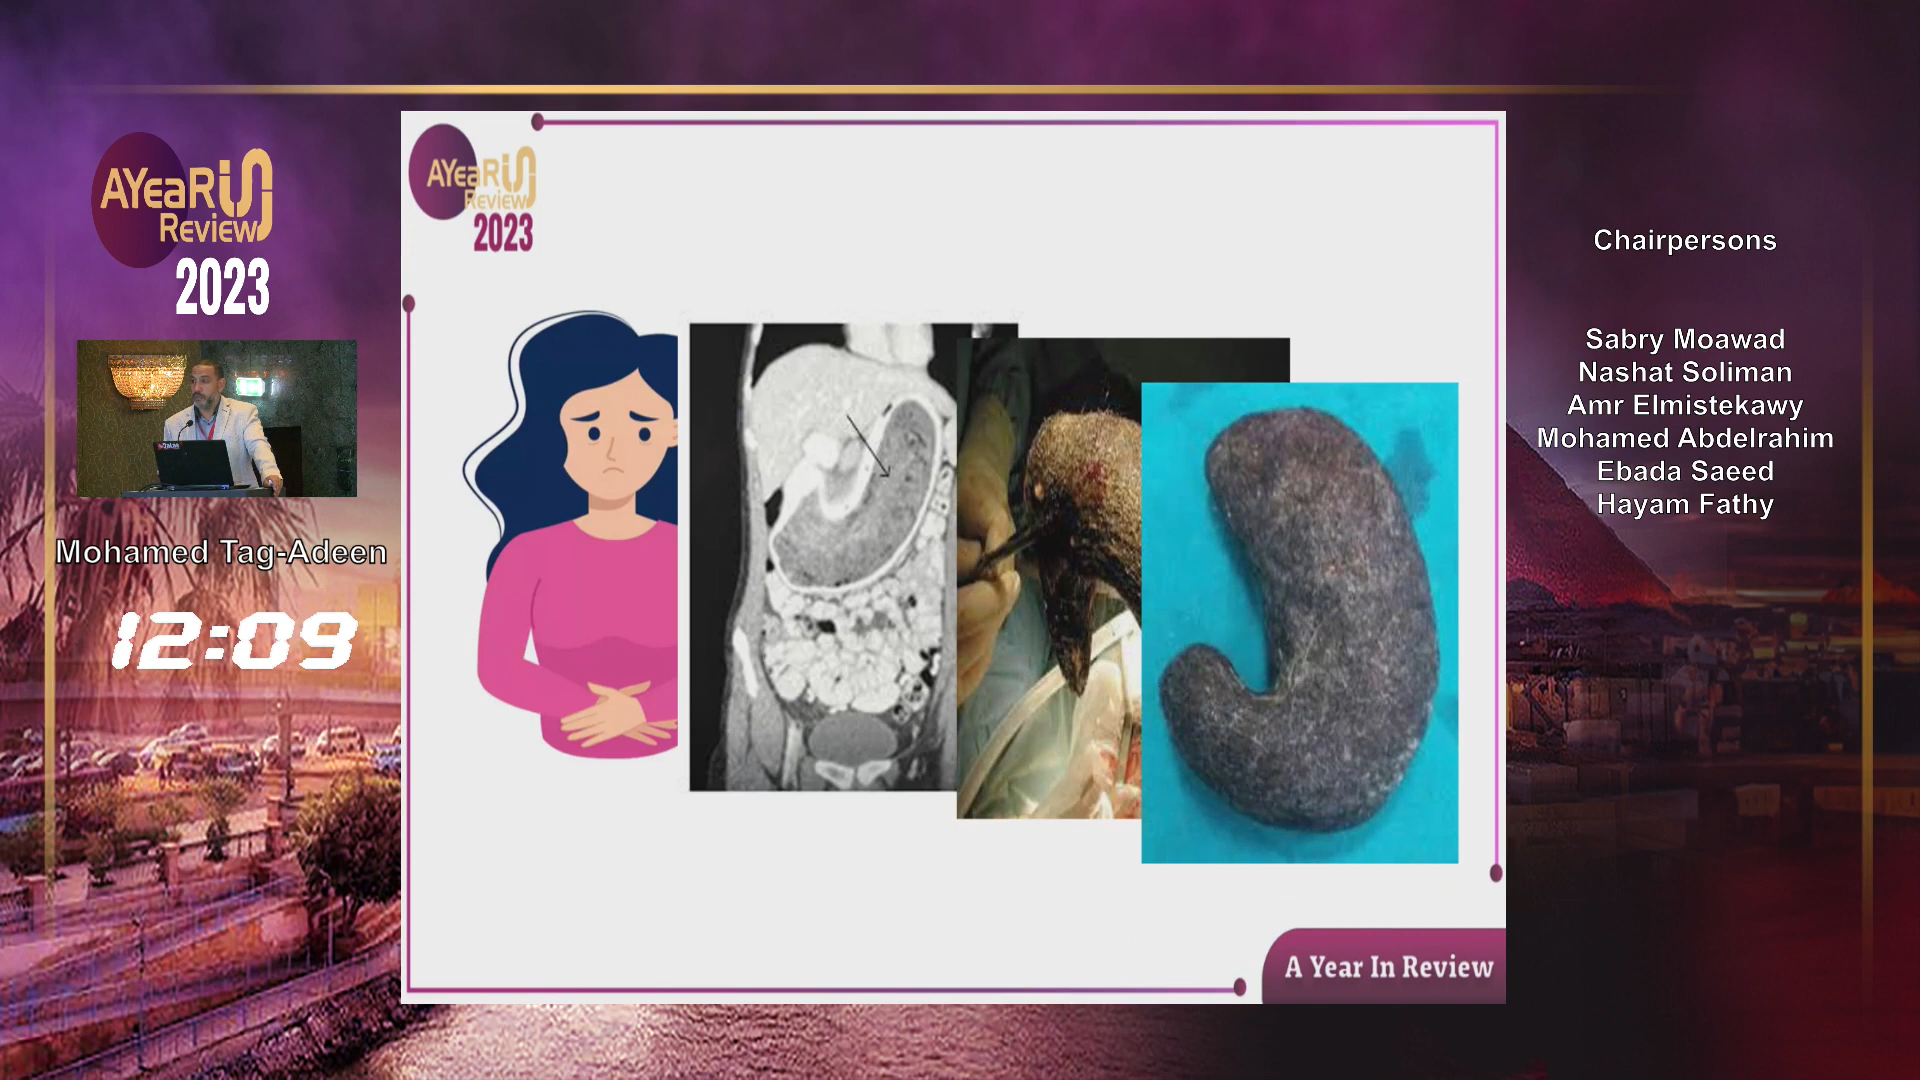 AYeaR in
Review
2023
Mohamed Tag-Adeen
12:09
AYeaR in
Review
2023
A Year In Review
Chairpersons
Sabry Moawad
Nashat Soliman
Amr Elmistekawy
Mohamed Abdelrahim
Ebada Saeed
Hayam Fathy